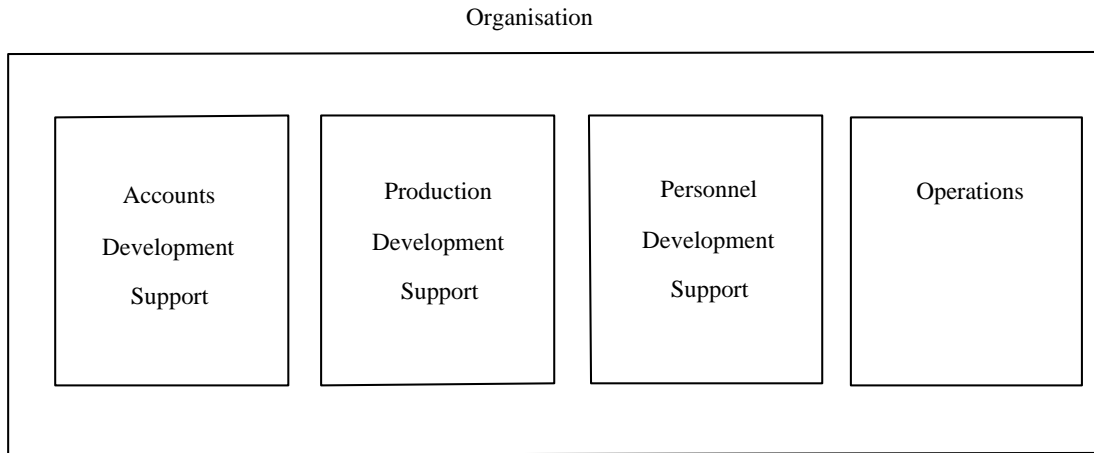 Organisation
Accounts
Development
Support
Production
Development
Support
Personnel
Development
Support
Operations